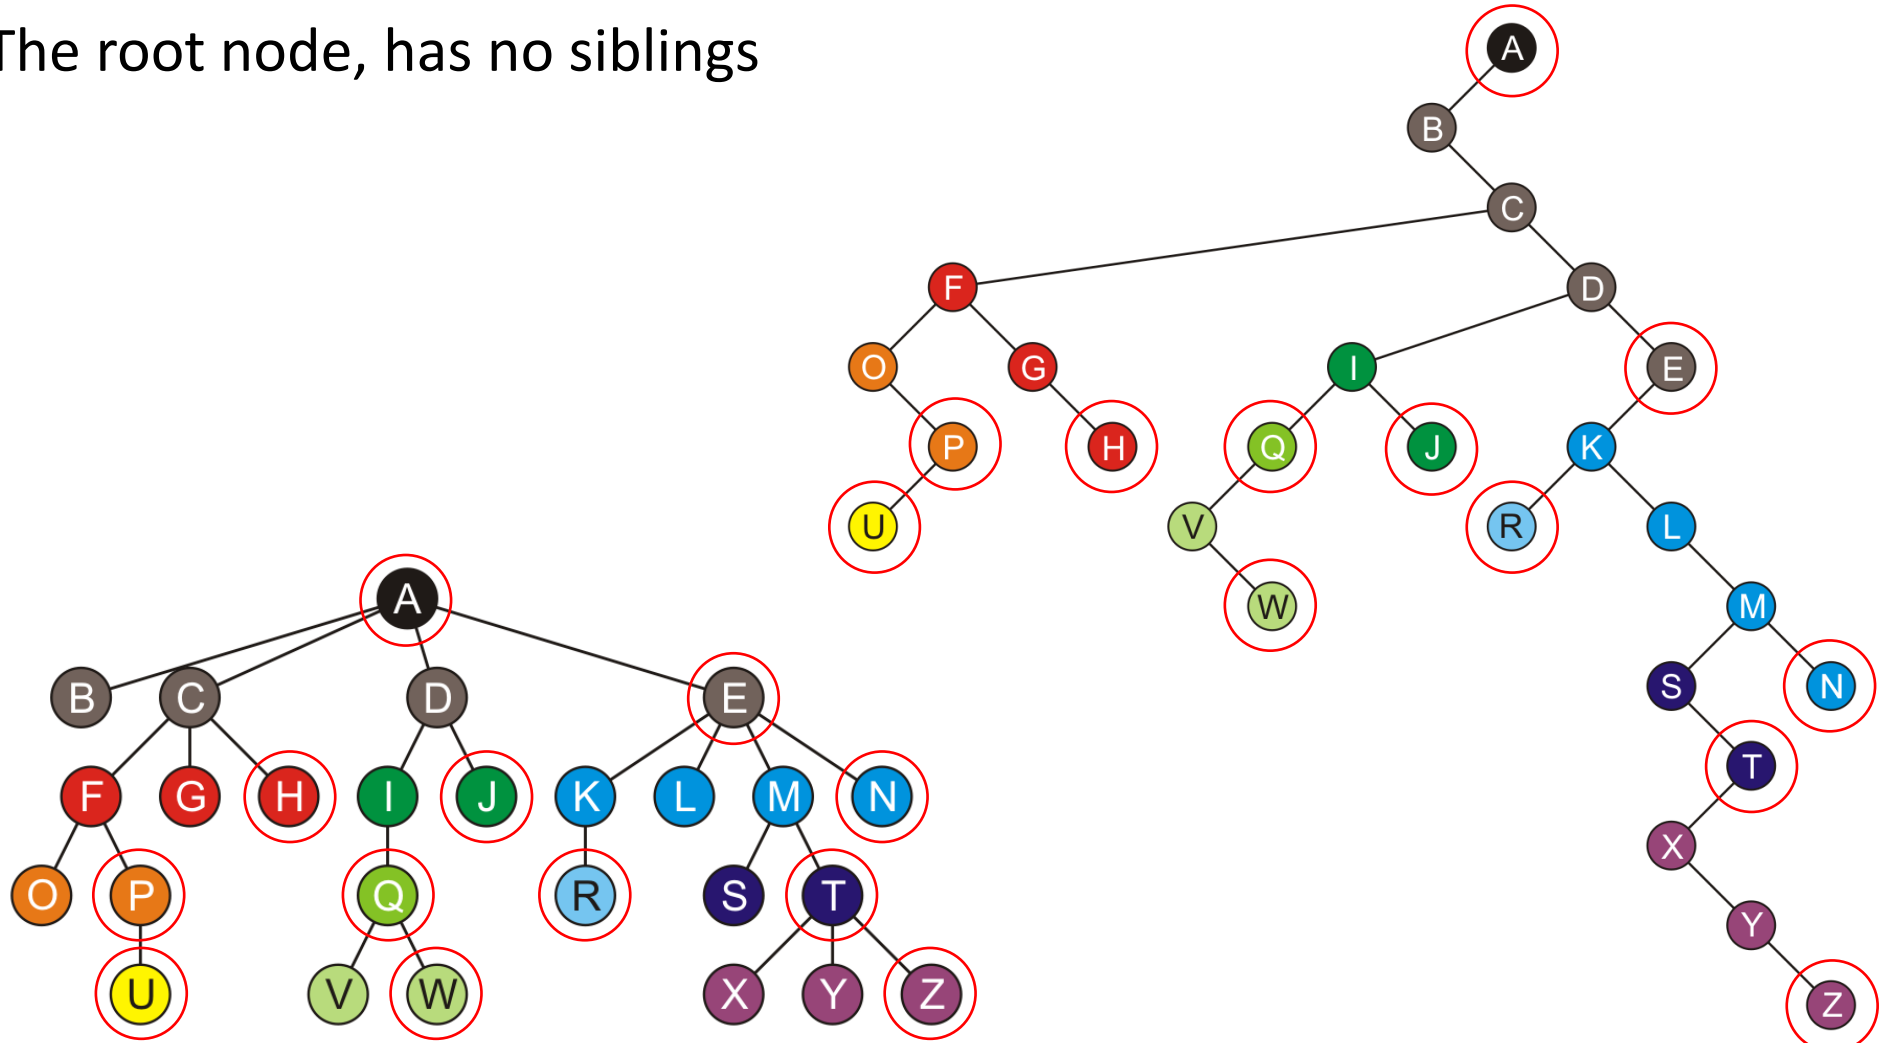 The root node, has no siblings
A
B
C
F
D
O
G
I
E
P
H
Q
J
K
U
V
R
L
W
M
S
N
T
X
Y
Z
A
B
C
D
E
F
G
H
I
J
K
L
M
N
O
P
Q
R
S
T
U
V
W
X
Y
Z